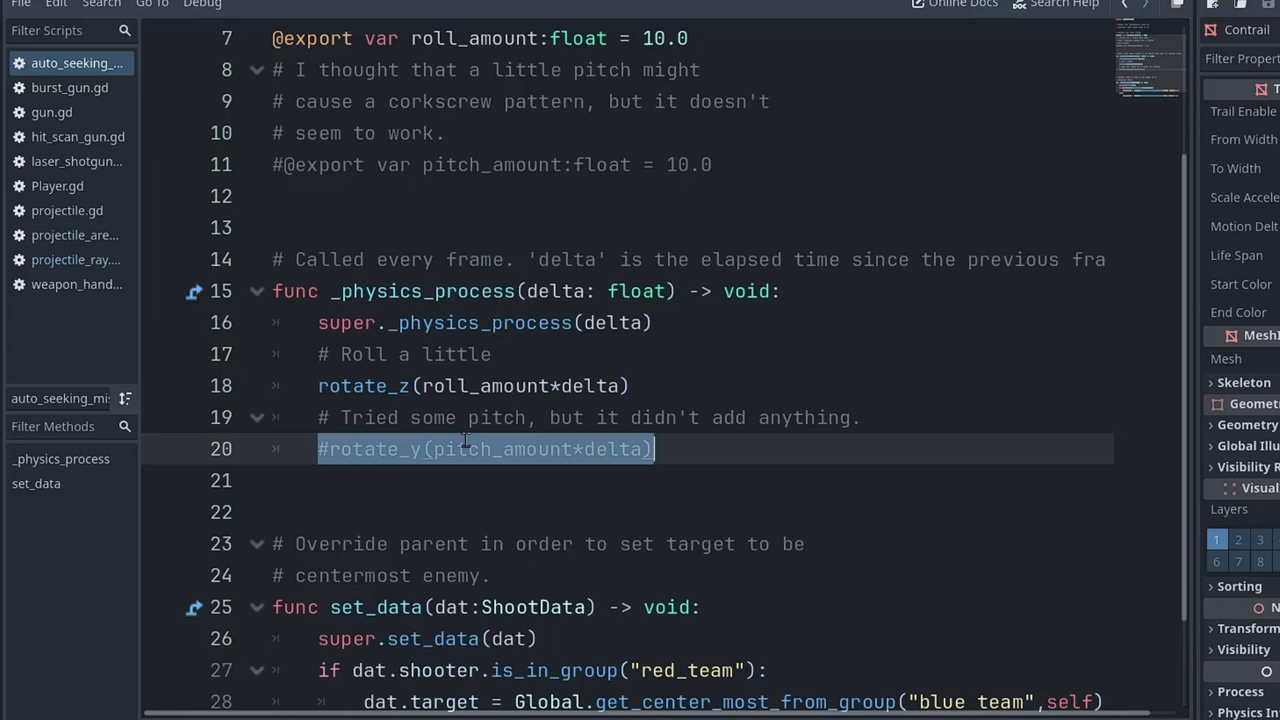 File Edit Search Go To Debug
Online Docs Search Help
Filter Scripts
auto_seeking_...
burst_gun.gd
gun.gd
hit_scan_gun.gd
laser_shotgun...
Player.gd
projectile.gd
projectile_are...
projectile_ray....
weapon_hand...
auto_seeking_mi
Filter Methods
_physics_process
set_data
7 @export var roll_amount:float = 10.0
8 # I thought a little pitch might
9 # cause a pattern, but it doesn't
10 # seem to work.
11 #@export var pitch_amount:float = 10.0
12
13
14 # Called every frame. 'delta' is the elapsed time since the previous fra
15 func _physics_process(delta: float) -> void:
16 super._physics_process(delta)
17 # Roll a little
18 rotate_z(roll_amount*delta)
19 # Tried some pitch, but it didn't add anything.
20 #rotate_y(pitch_amount*delta)
21
22
23 # Override parent in order to set target to be
24 # centermost enemy.
25 func set_data(dat:ShootData) -> void:
26 super.set_data(dat)
27 if dat.shooter.is_in_group("red_team"):
28 dat.target = Global.get_center_most_from_group("blue_team",self)
Contrail
Filter Propert
T
Trail Enable
From Width
To Width
Scale Accele
Motion Delt
Life Span
Start Color
End Color
MeshI
Mesh
Skeleton
Geomet
Geometry
Global Illu
Visibility R
Visual
Layers
1 2 3
6 7 8
Sorting
N
Transform
Visibility
Process
Physics In